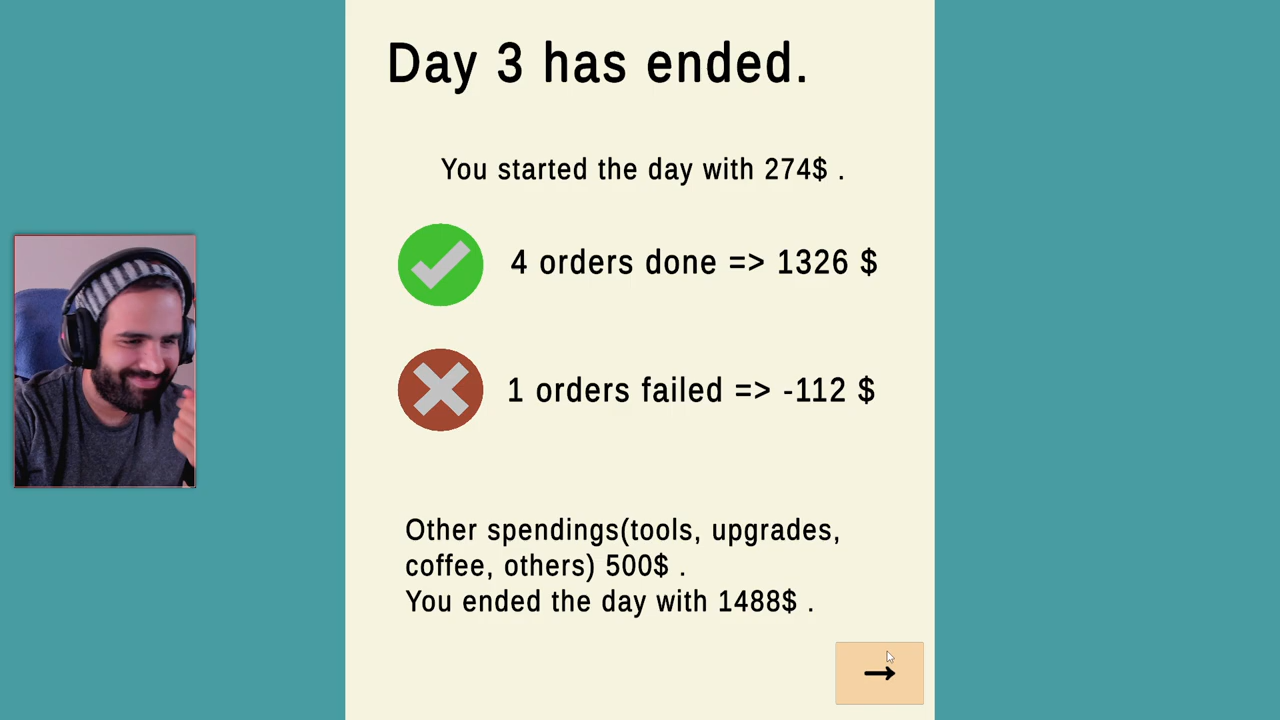 Day 3 has ended.
You started the day with 274$ .
4 orders done => 1326 $
1 orders failed => -112 $
Other spendings(tools, upgrades,
coffee, others) 500$ .
You ended the day with 1488$ .